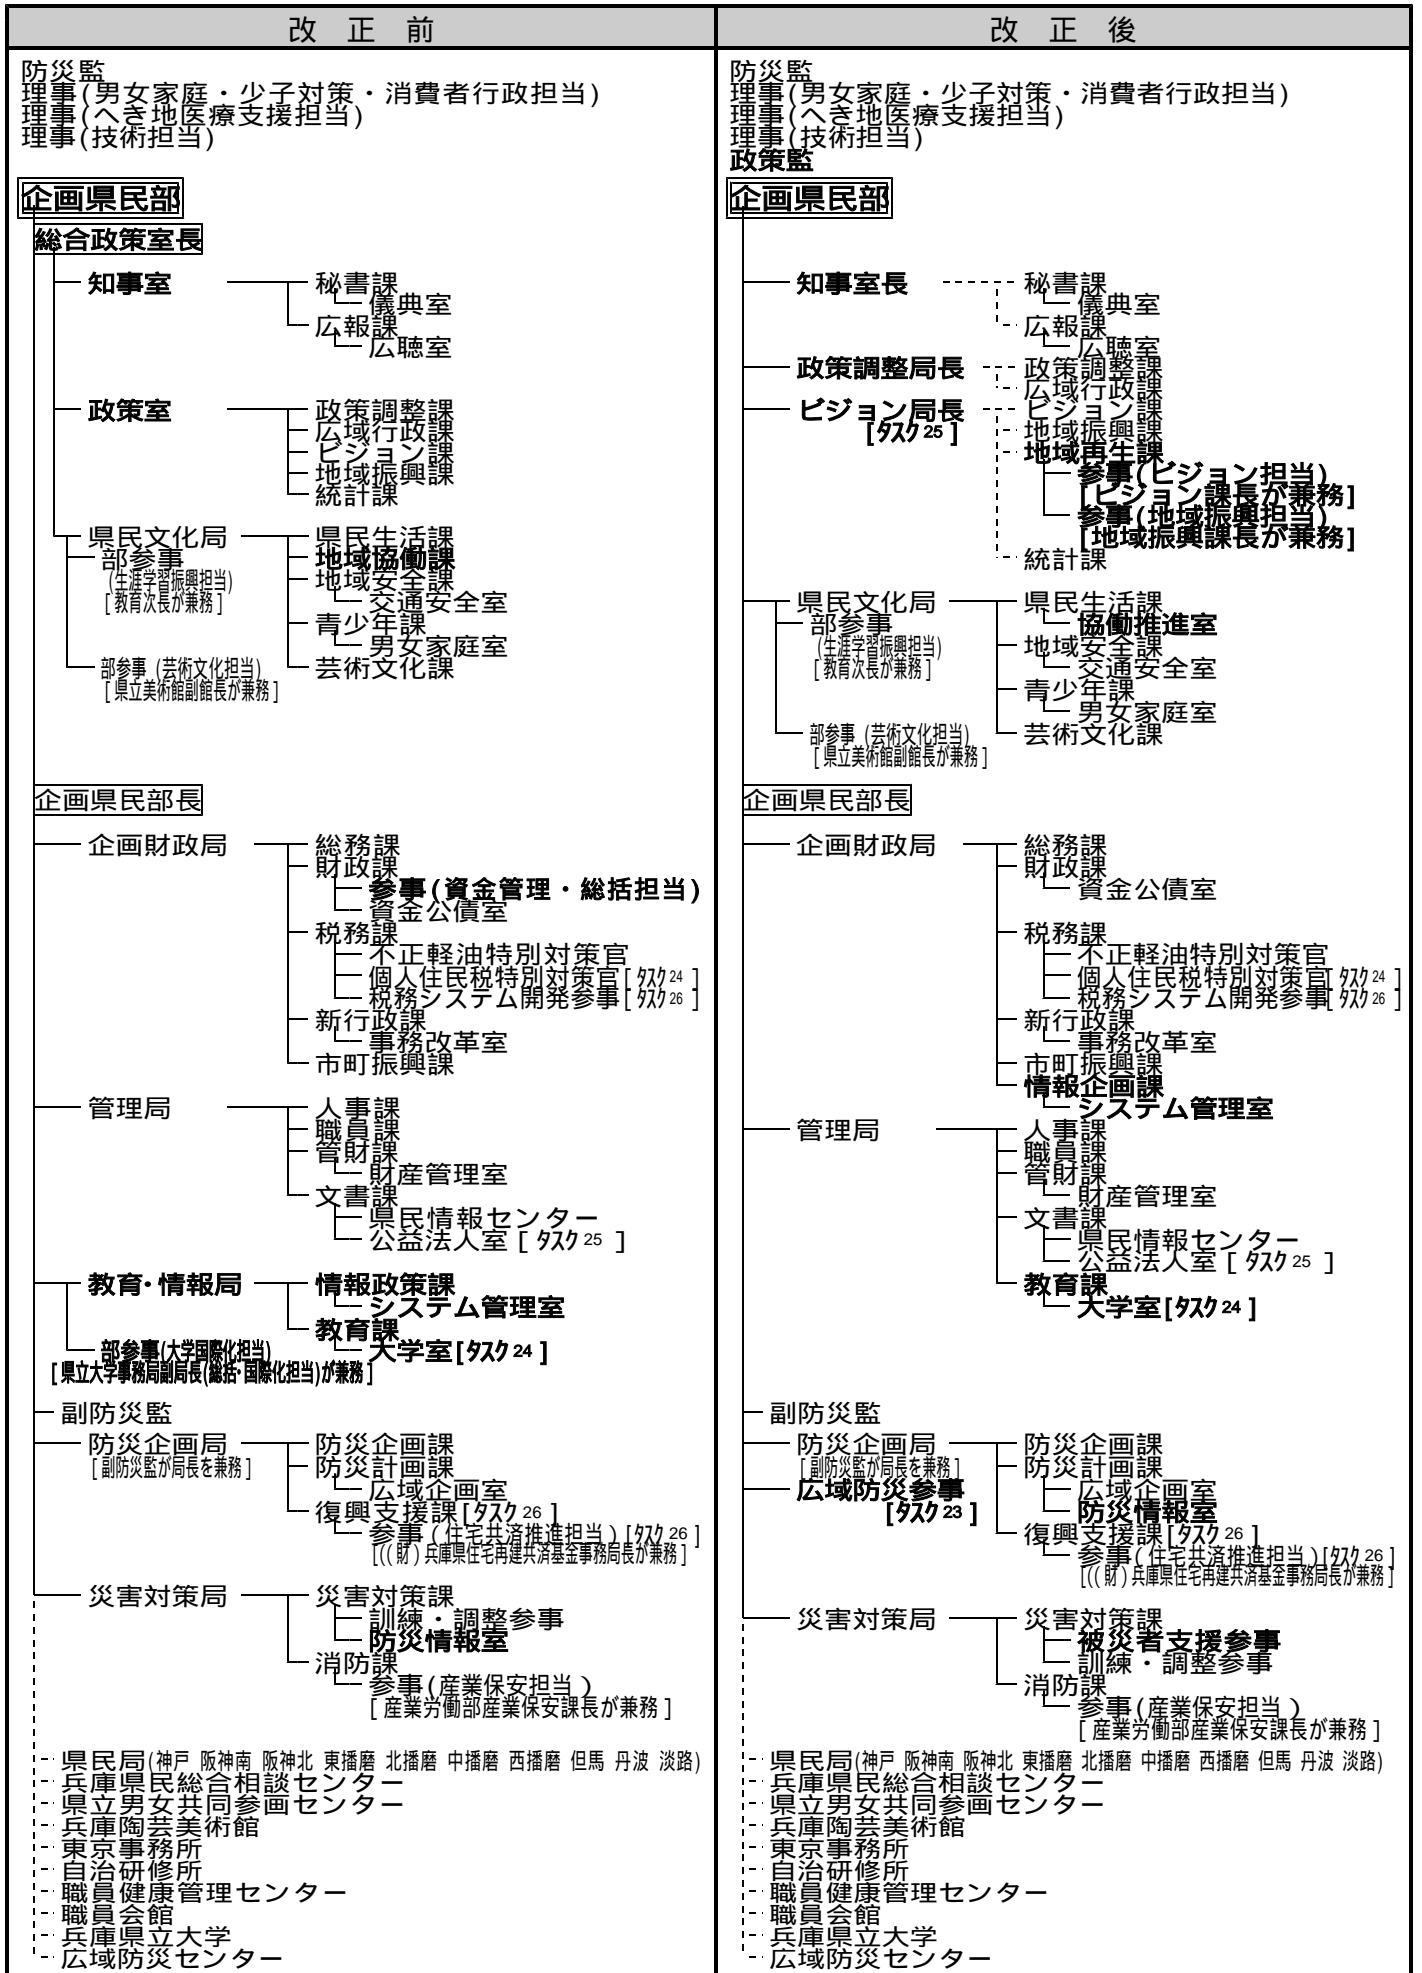 改 正 前
防災監
理事(男女家庭・少子対策・消費者行政担当)
理事(へき地医療支援担当)
理事(技術担当)
企画県民部
総合政策室長
知事室 秘書課
儀典室
広報課
広聴室
政策室 政策調整課
広域行政課
ビジョン課
地域振興課
統計課
県民文化局 県民生活課
部参事 地域協働課
(生涯学習振興担当) 地域安全課
[教育次長が兼務] 交通安全室
青少年課
男女家庭室
部参事(芸術文化担当) 芸術文化課
[県立美術館副館長が兼務]
企画県民部長
企画財政局 総務課
財政課
参事(資金管理・総括担当)
資金公債室
税務課
不正軽油特別対策官
個人住民税特別対策官[タスク24]
税務システム開発参事[タスク26]
新行政課
事務改革室
市町振興課
管理局 人事課
職員課
管財課
財産管理室
文書課
県民情報センター
公益法人室[タスク25]
教育・情報局 情報政策課
システム管理室
教育課
部参事(大学国際化担当) 大学室[タスク24]
[県立大学事務局副局長(総括・国際化担当)が兼務]
副防災監
防災企画局 防災企画課
[副防災監が局長を兼務] 防災計画課
広域企画室
復興支援課[タスク26]
参事(住宅共済推進担当)[タスク26]
[((財)兵庫県住宅再建共済基金事務局長が兼務]
災害対策局 災害対策課
訓練・調整参事
防災情報室
消防課
参事(産業保安担当)
[産業労働部産業保安課長が兼務]
県民局(神戸 阪神南 阪神北 東播磨 北播磨 中播磨 西播磨 但馬 丹波 淡路)
兵庫県民総合相談センター
県立男女共同参画センター
兵庫陶芸美術館
東京事務所
自治研修所
職員健康管理センター
職員会館
兵庫県立大学
広域防災センター
改 正 後
防災監
理事(男女家庭・少子対策・消費者行政担当)
理事(へき地医療支援担当)
理事(技術担当)
政策監
企画県民部
知事室長 秘書課
儀典室
広報課
広聴室
政策調整局長 政策調整課
広域行政課
ビジョン局長 ビジョン課
[タスク25] 地域振興課
地域再生課
参事(ビジョン担当)
[ビジョン課長が兼務]
参事(地域振興担当)
[地域振興課長が兼務]
統計課
県民文化局 県民生活課
部参事 協働推進室
(生涯学習振興担当) 地域安全課
[教育次長が兼務] 交通安全室
青少年課
男女家庭室
部参事(芸術文化担当) 芸術文化課
[県立美術館副館長が兼務]
企画県民部長
企画財政局 総務課
財政課
資金公債室
税務課
不正軽油特別対策官
個人住民税特別対策官[タスク24]
税務システム開発参事[タスク26]
新行政課
事務改革室
市町振興課
情報企画課
システム管理室
管理局 人事課
職員課
管財課
財産管理室
文書課
県民情報センター
公益法人室[タスク25]
教育課
大学室[タスク24]
副防災監
防災企画局 防災企画課
[副防災監が局長を兼務] 防災計画課
広域防災参事 広域企画室
[タスク23] 防災情報室
復興支援課[タスク26]
参事(住宅共済推進担当)[タスク26]
[((財)兵庫県住宅再建共済基金事務局長が兼務]
災害対策局 災害対策課
被災者支援参事
訓練・調整参事
消防課
参事(産業保安担当)
[産業労働部産業保安課長が兼務]
県民局(神戸 阪神南 阪神北 東播磨 北播磨 中播磨 西播磨 但馬 丹波 淡路)
兵庫県民総合相談センター
県立男女共同参画センター
兵庫陶芸美術館
東京事務所
自治研修所
職員健康管理センター
職員会館
兵庫県立大学
広域防災センター